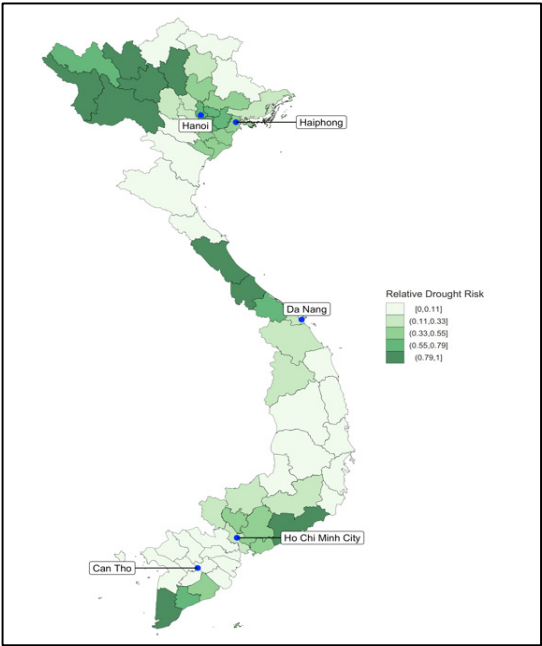 Hanoi
Haiphong
Relative Drought Risk
[0,0.11]
(0.11,0.33]
(0.33,0.55]
(0.55,0.79]
(0.79,1]
Da Nang
Ho Chi Minh City
Can Tho